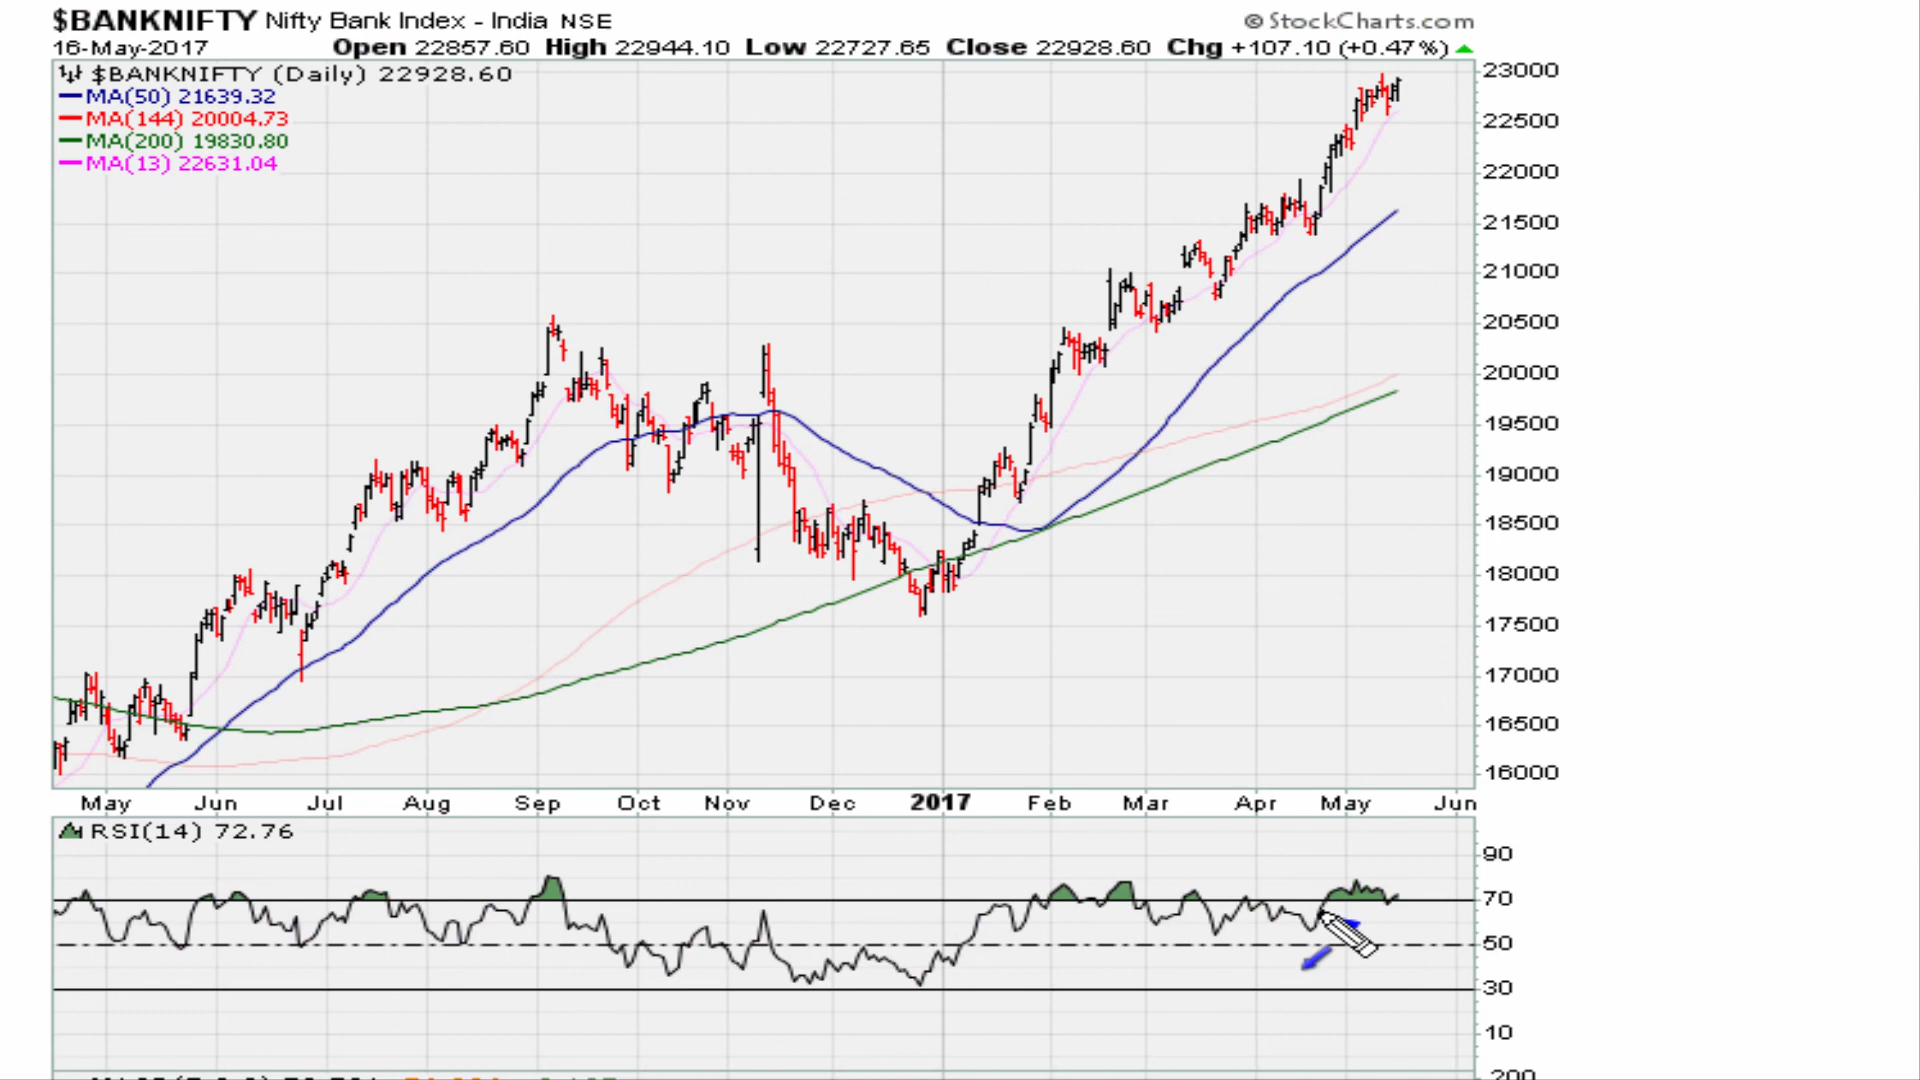 $BANKNIFTY Nifty Bank Index - India NSE © StockCharts.com
16-May-2017 Open 22857.60 High 22944.10 Low 22727.65 Close 22928.60 Chg +107.10 (+0.47%)
$BANKNIFTY (Daily) 22928.60
MA(50) 21639.32
MA(144) 20004.73
MA(200) 19830.80
MA(13) 22631.04
23000
22500
22000
21500
21000
20500
20000
19500
19000
18500
18000
17500
17000
16500
16000
May Jun Jul Aug Sep Oct Nov Dec 2017 Feb Mar Apr May Jun
RSI(14) 72.76
90
70
50
30
10
200